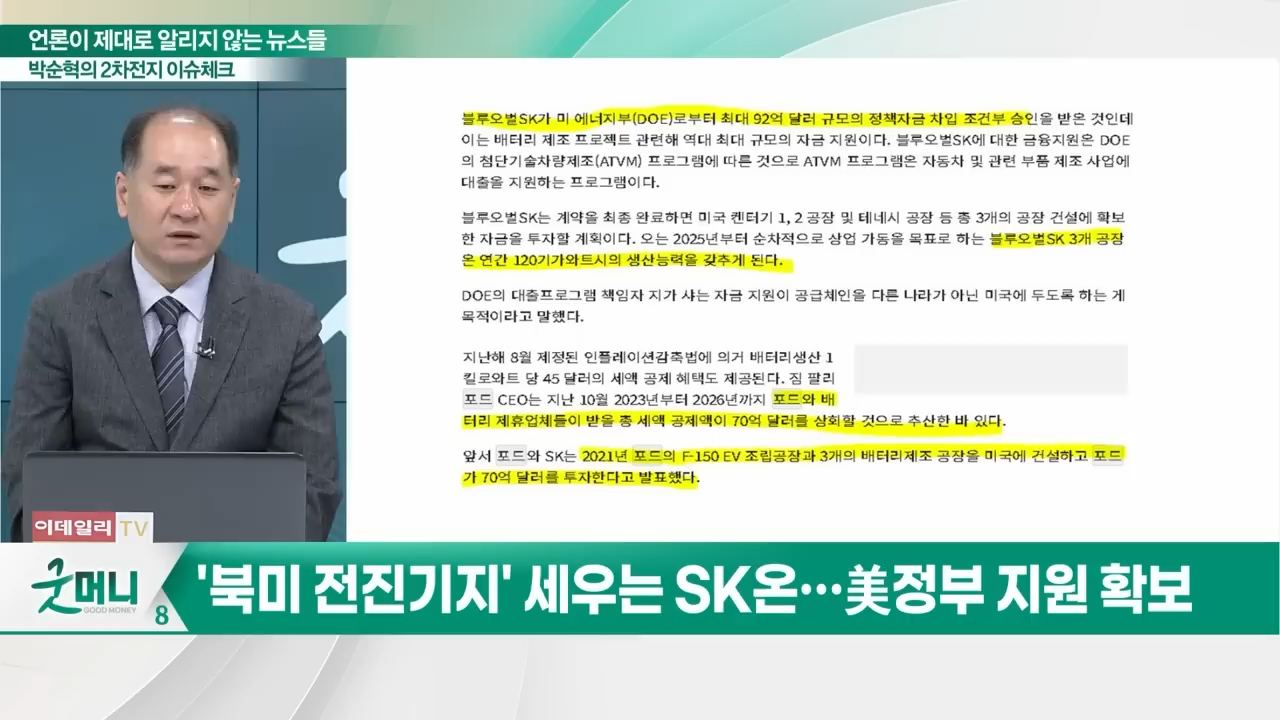 언론이 제대로 알리지 않는 뉴스들
박순혁의 2차전지 이슈체크
블루오벌SK가 미 에너지부(DOE)로부터 최대 92억 달러 규모의 정책자금 차입 조건부 승인을 받은 것인데
이는 배터리 제조 프로젝트 관련해 역대 최대 규모의 자금 지원이다. 블루오벌SK에 대한 금융지원은 DOE
의 첨단기술차량제조(ATVM) 프로그램에 따른 것으로 ATVM 프로그램은 자동차 및 관련 부품 제조 사업에
대출을 지원하는 프로그램이다.
블루오벌SK는 계약을 최종 완료하면 미국 켄터기 1, 2 공장 및 테네시 공장 등 총 3개의 공장 건설에 확보
한 자금을 투자할 계획이다. 오는 2025년부터 순차적으로 상업 가동을 목표로 하는 블루오벌SK 3개 공장
은 연간 120기가와트시의 생산능력을 갖추게 된다.
DOE의 대출프로그램 책임자 지가 샤는 자금 지원이 공급체인을 다른 나라가 아닌 미국에 두도록 하는 게
목적이라고 말했다.
지난해 8월 제정된 인플레이션감축법에 의거 배터리생산 1
킬로와트 당 45 달러의 세액 공제 혜택도 제공된다. 짐 팔리
포드 CEO는 지난 10월 2023년부터 2026년까지 포드와 배
터리 제휴업체들이 받을 총 세액 공제액이 70억 달러를 상회할 것으로 추산한 바 있다.
앞서 포드와 SK는 2021년 포드의 F-150 EV 조립공장과 3개의 배터리제조 공장을 미국에 건설하고 포드
가 70억 달러를 투자한다고 발표했다.
이데일리 TV
굿머니
GOOD MONEY
8
'북미 전진기지' 세우는 SK온…美정부 지원 확보